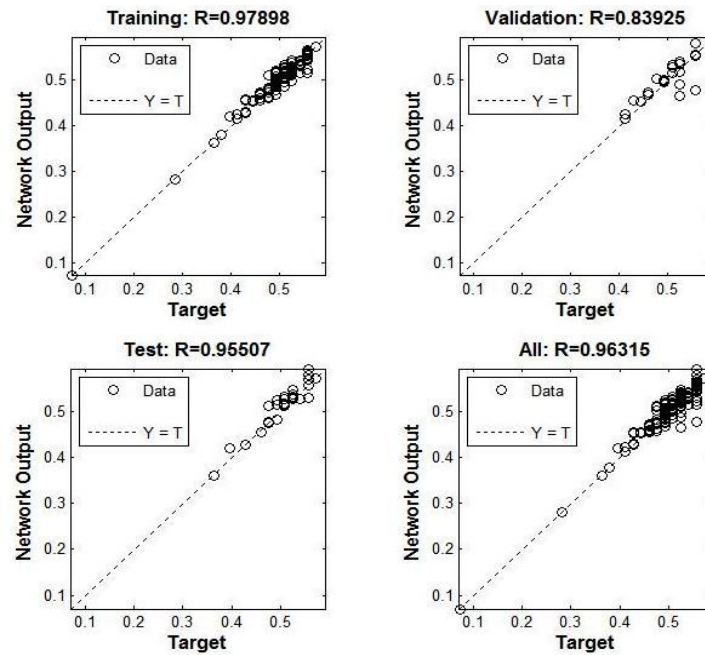 Training: R=0.97898
Network Output
0.5
0.4
0.3
0.2
0.1
Data
Y = T
0.1 0.2 0.3 0.4 0.5
Target
Validation: R=0.83925
Network Output
0.5
0.4
0.3
0.2
0.1
Data
Y = T
0.1 0.2 0.3 0.4 0.5
Target
Test: R=0.95507
Network Output
0.5
0.4
0.3
0.2
0.1
Data
Y = T
0.1 0.2 0.3 0.4 0.5
Target
All: R=0.96315
Network Output
0.5
0.4
0.3
0.2
0.1
Data
Y = T
0.1 0.2 0.3 0.4 0.5
Target